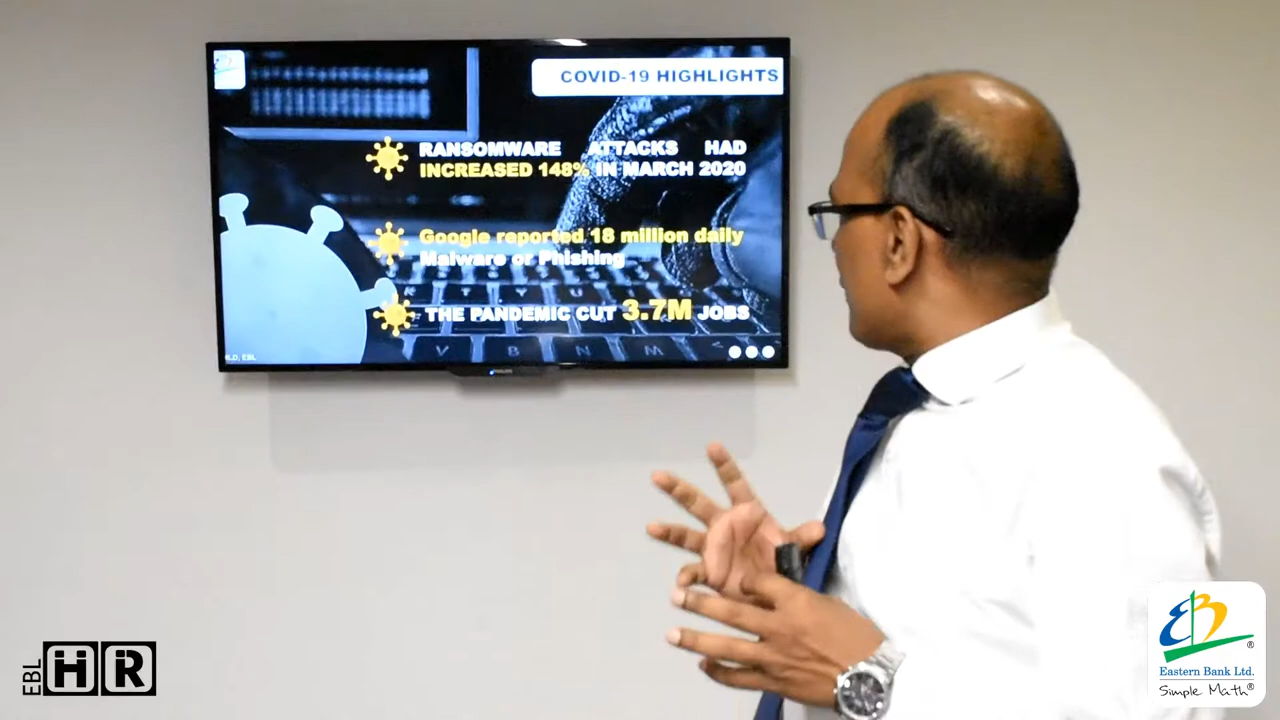 COVID-19 HIGHLIGHTS
RANSOMWARE ATTACKS HAD
INCREASED 148% IN MARCH 2020
Google reported 18 million daily
Malware or Phishing
THE PANDEMIC CUT 3.7M JOBS
V B N M
PHILIPS
EBL HR
Eastern Bank Ltd.
Simple Math®